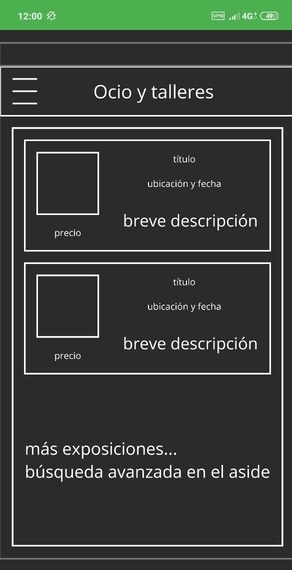 12:00 VPN 4G+ 49
Ocio y talleres
título
ubicación y fecha
breve descripción
precio
título
ubicación y fecha
breve descripción
precio
más exposiciones...
búsqueda avanzada en el aside